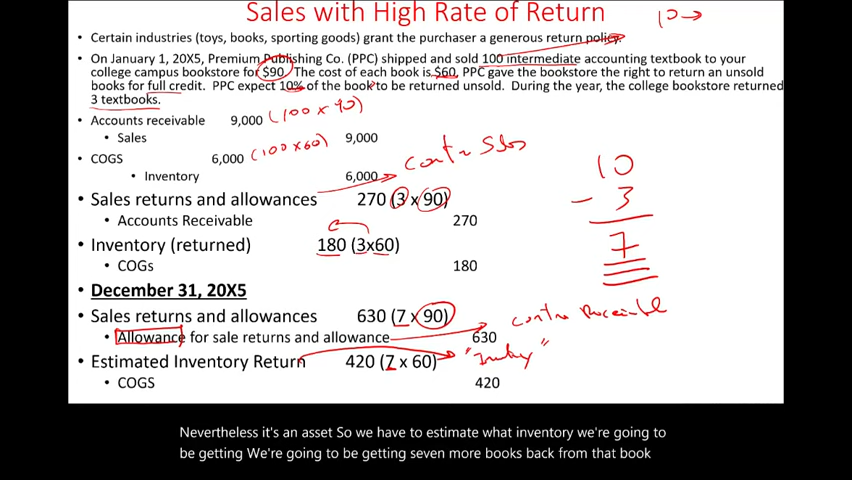 Sales with High Rate of Return
10 →
• Certain industries (toys, books, sporting goods) grant the purchaser a generous return policy.
• On January 1, 20X5, Premium Publishing Co. (PPC) shipped and sold 100 intermediate accounting textbook to your
college campus bookstore for $90. The cost of each book is $60, PPC gave the bookstore the right to return an unsold
books for full credit. PPC expect 10% of the book to be returned unsold. During the year, the college bookstore returned
3 textbooks.
• Accounts receivable 9,000 (100 x 90)
• Sales 9,000
• COGS 6,000 (100x60)
• Inventory 6,000
contra Sales
• Sales returns and allowances 270 (3 x 90)
• Accounts Receivable 270
• Inventory (returned) 180 (3x60)
• COGs 180
10
- 3
7
• December 31, 20X5
• Sales returns and allowances 630 (7 x 90)
contra Receivable
• Allowance for sale returns and allowance 630
• Estimated Inventory Return 420 (7 x 60)
• COGS 420
Nevertheless it's an asset So we have to estimate what inventory we're going to
be getting We're going to be getting seven more books back from that book